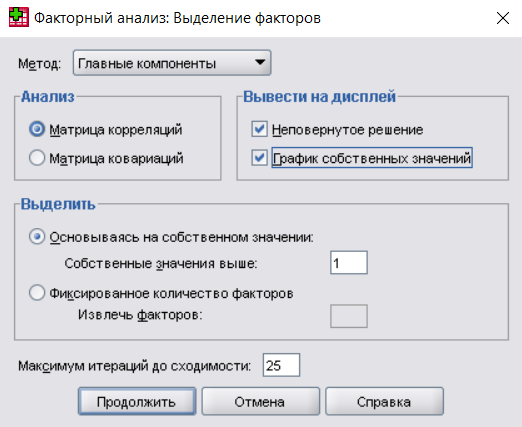 Факторный анализ: Выделение факторов
Метод: Главные компоненты
Анализ
Матрица корреляций
Матрица ковариаций
Вывести на дисплей
Неповернутое решение
График собственных значений
Выделить
Основываясь на собственном значении:
Собственные значения выше: 1
Фиксированное количество факторов
Извлечь факторов:
Максимум итераций до сходимости: 25
Продолжить Отмена Справка